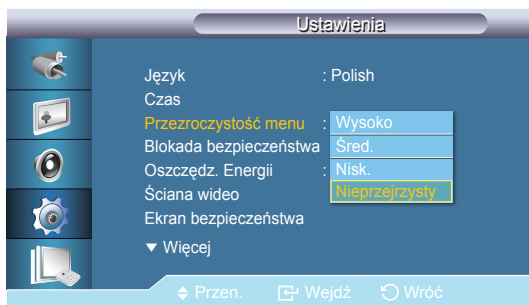 Ustawienia
Język : Polish
Czas
Przezroczystość menu : Wysoko
Blokada bezpieczeństwa Śred.
Oszczędz. Energii : Nisk.
Ściana wideo Nieprzejrzysty
Ekran bezpieczeństwa
▼ Więcej
Przen. Wejdź Wróć